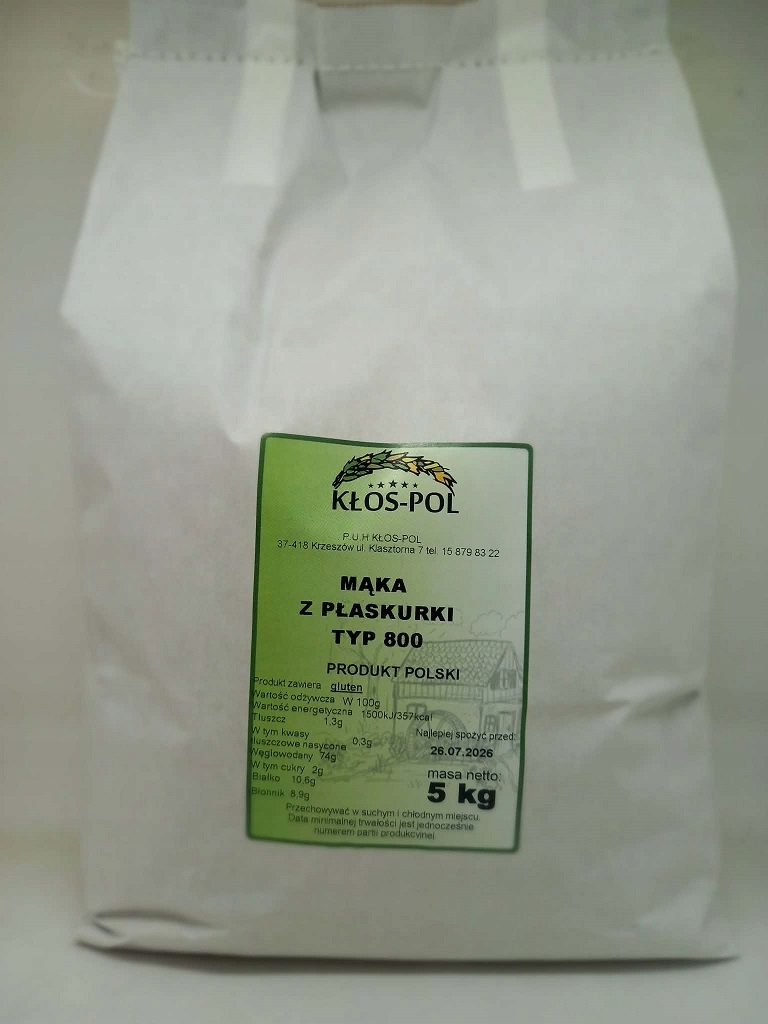 KŁOS-POL
P.U.H KŁOS-POL
37-418 Krzeszów ul. Klasztorna 7 tel. 15 879 83 22
MĄKA
Z PŁASKURKI
TYP 800
PRODUKT POLSKI
Produkt zawiera gluten
Wartość odżywcza W 100g
Wartość energetyczna 1500kJ/357kcal
Tłuszcz 1,3g
W tym kwasy
tłuszczowe nasycone 0,3g
Węglowodany 74g
W tym cukry 2g
Białko 10,6g
Błonnik 8,9g
Najlepiej spożyć przed:
26.07.2026
masa netto:
5 kg
Przechowywać w suchym i chłodnym miejscu.
Data minimalnej trwałości jest jednocześnie
numerem partii produkcyjnej.